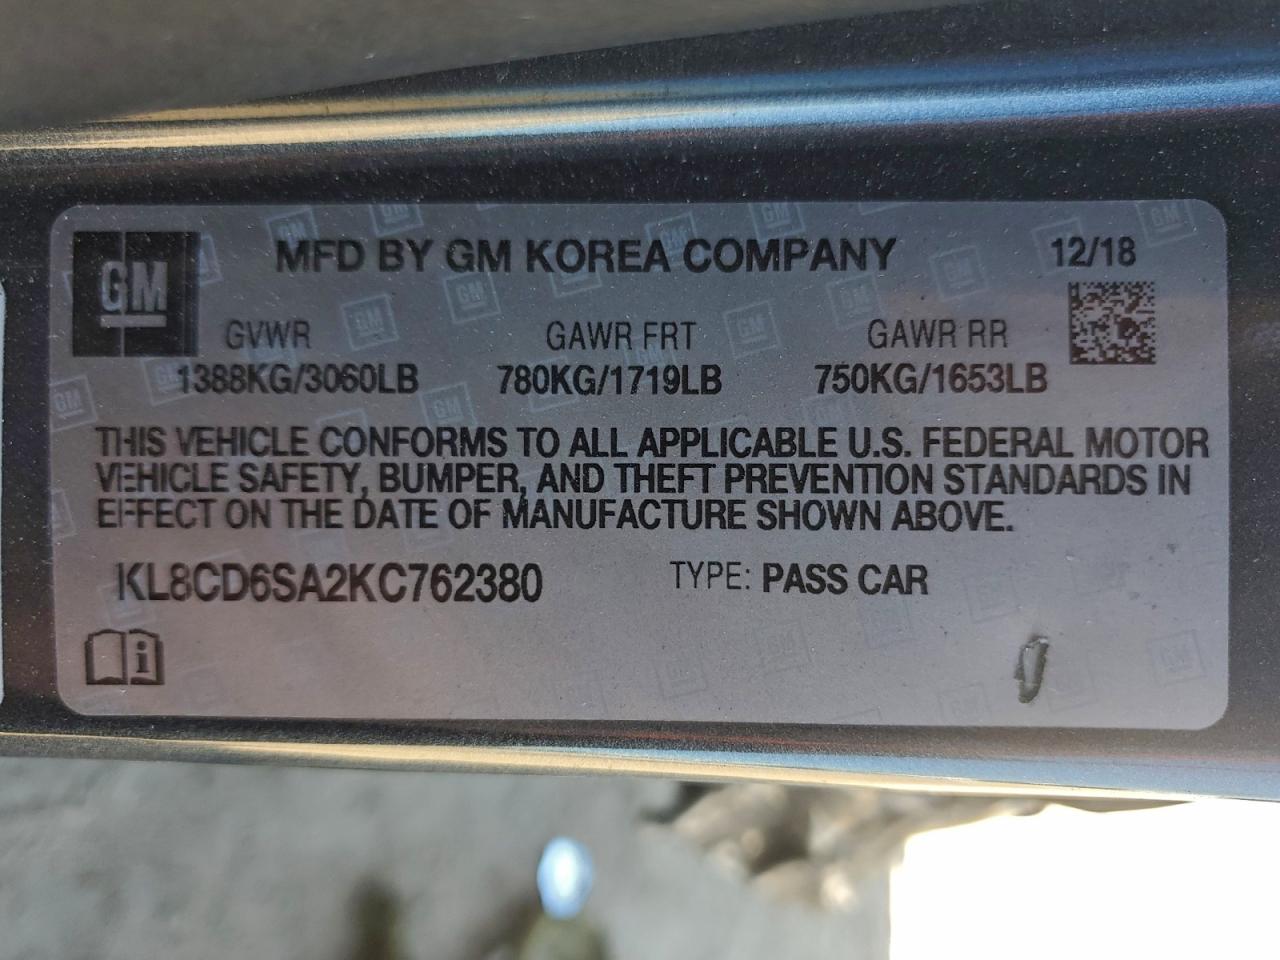 GM MFD BY GM KOREA COMPANY 12/18
GVWR GAWR FRT GAWR RR
1388KG/3060LB 780KG/1719LB 750KG/1653LB
THIS VEHICLE CONFORMS TO ALL APPLICABLE U.S. FEDERAL MOTOR
VEHICLE SAFETY, BUMPER, AND THEFT PREVENTION STANDARDS IN
EFFECT ON THE DATE OF MANUFACTURE SHOWN ABOVE.
KL8CD6SA2KC762380 TYPE: PASS CAR